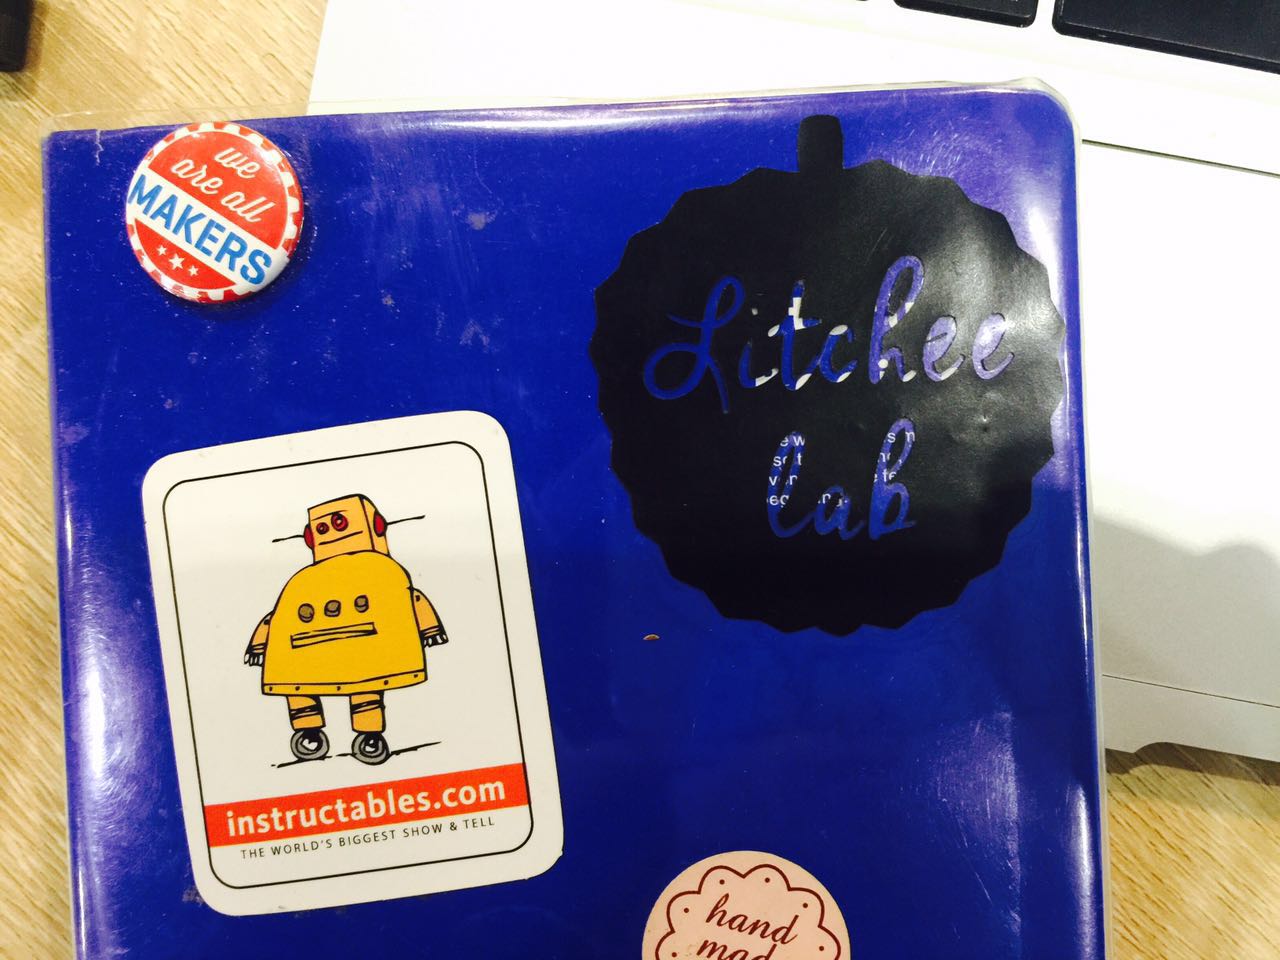 we
are all
MAKERS
Litchee
lab
instructables.com
THE WORLD'S BIGGEST SHOW & TELL
hand